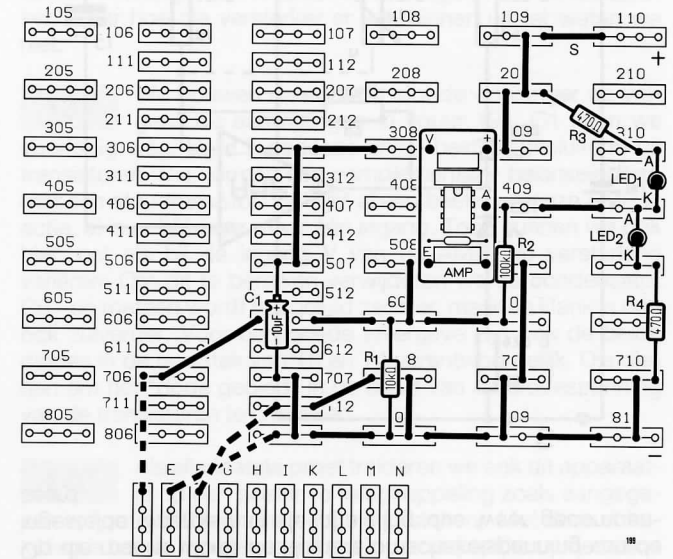 105 106 107 108 109 110
S +
111 112
205 206 207 208 20 210
211 212
305 306 308 V + 09 310
470Ω R3
A LED1 K
311 312
405 406 407 408 A 409
411 412
A LED2 K
505 506 507 508 E AMP
R2 100kΩ
511 512
C1 10µF + -
605 606 60 0
R4 470Ω
611 612
705 706 707 8 70 710
R1 10kΩ
711 12
805 806 0 09 81
-
E G H I K L M N
199